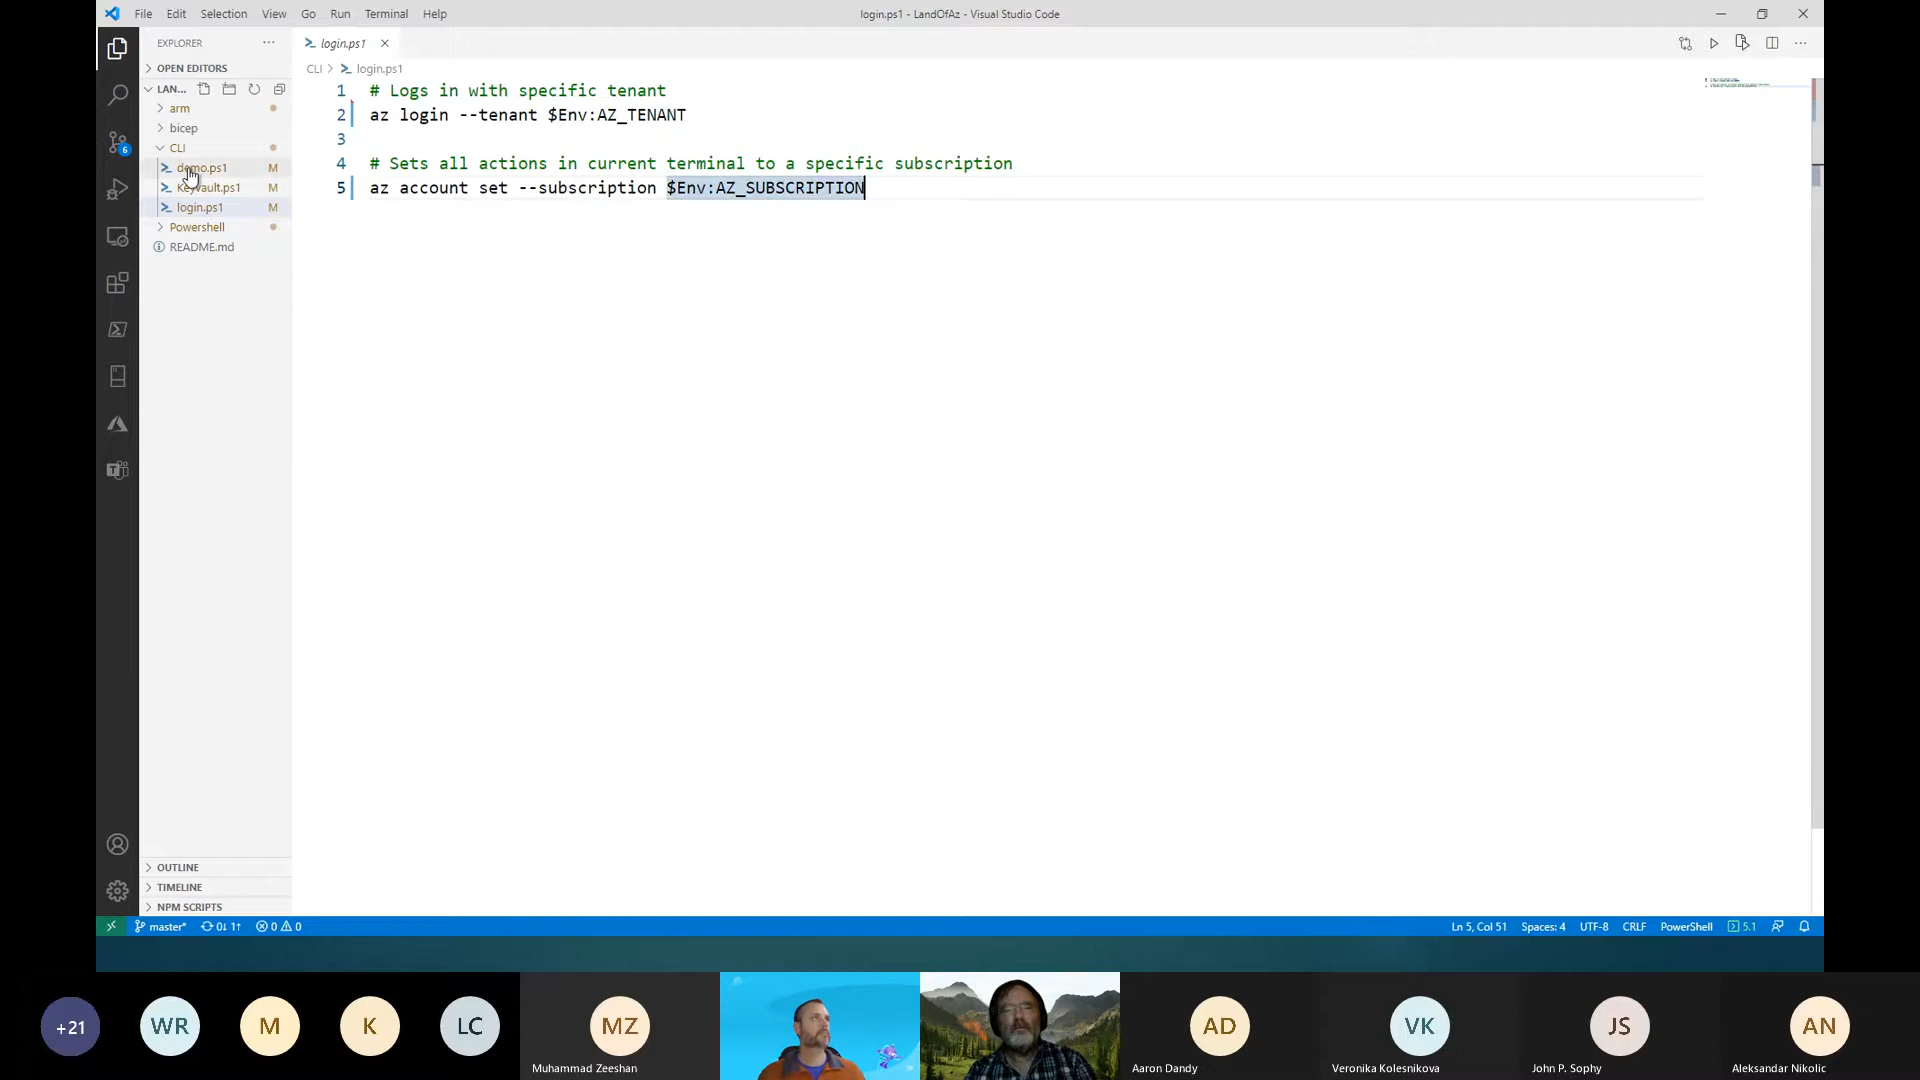 File Edit Selection View Go Run Terminal Help
login.ps1 - LandOfAz - Visual Studio Code
EXPLORER
OPEN EDITORS
LAN...
arm
bicep
CLI
demo.ps1 M
Keyvault.ps1 M
login.ps1 M
Powershell
README.md
OUTLINE
TIMELINE
NPM SCRIPTS
login.ps1
CLI > login.ps1
1 # Logs in with specific tenant
2 az login --tenant $Env:AZ_TENANT
3
4 # Sets all actions in current terminal to a specific subscription
5 az account set --subscription $Env:AZ_SUBSCRIPTION
6
master* 0↓ 1↑ 0 0
Ln 5, Col 51 Spaces: 4 UTF-8 CRLF PowerShell 5.1
+21 WR M K LC MZ AD VK JS AN
Muhammad Zeeshan Aaron Dandy Veronika Kolesnikova John P. Sophy Aleksandar Nikolic